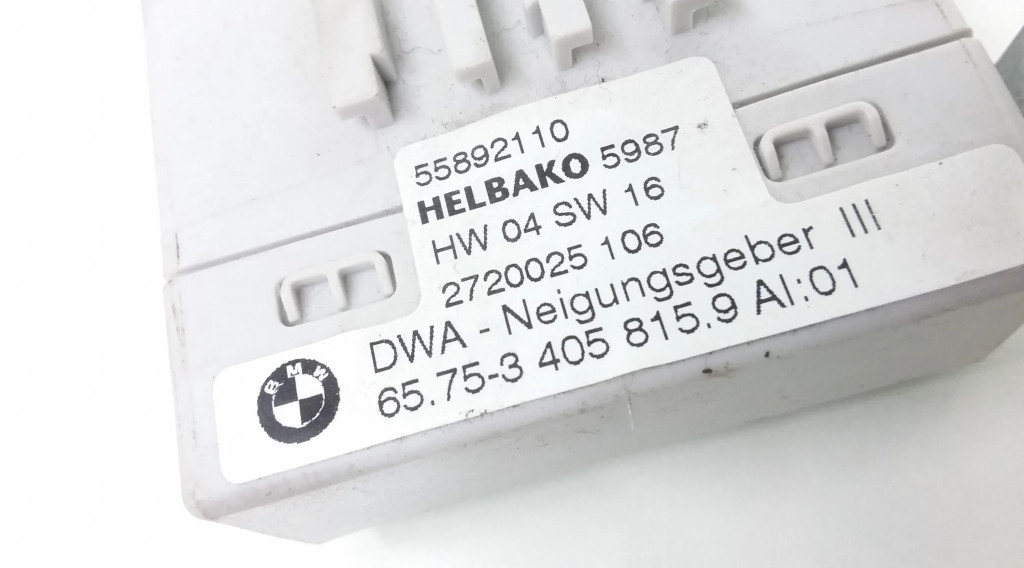 55892110
HELBAKO 5987
HW 04 SW 16
2720025 106
DWA - Neigungsgeber III
65.75-3 405 815.9 AI:01
BMW